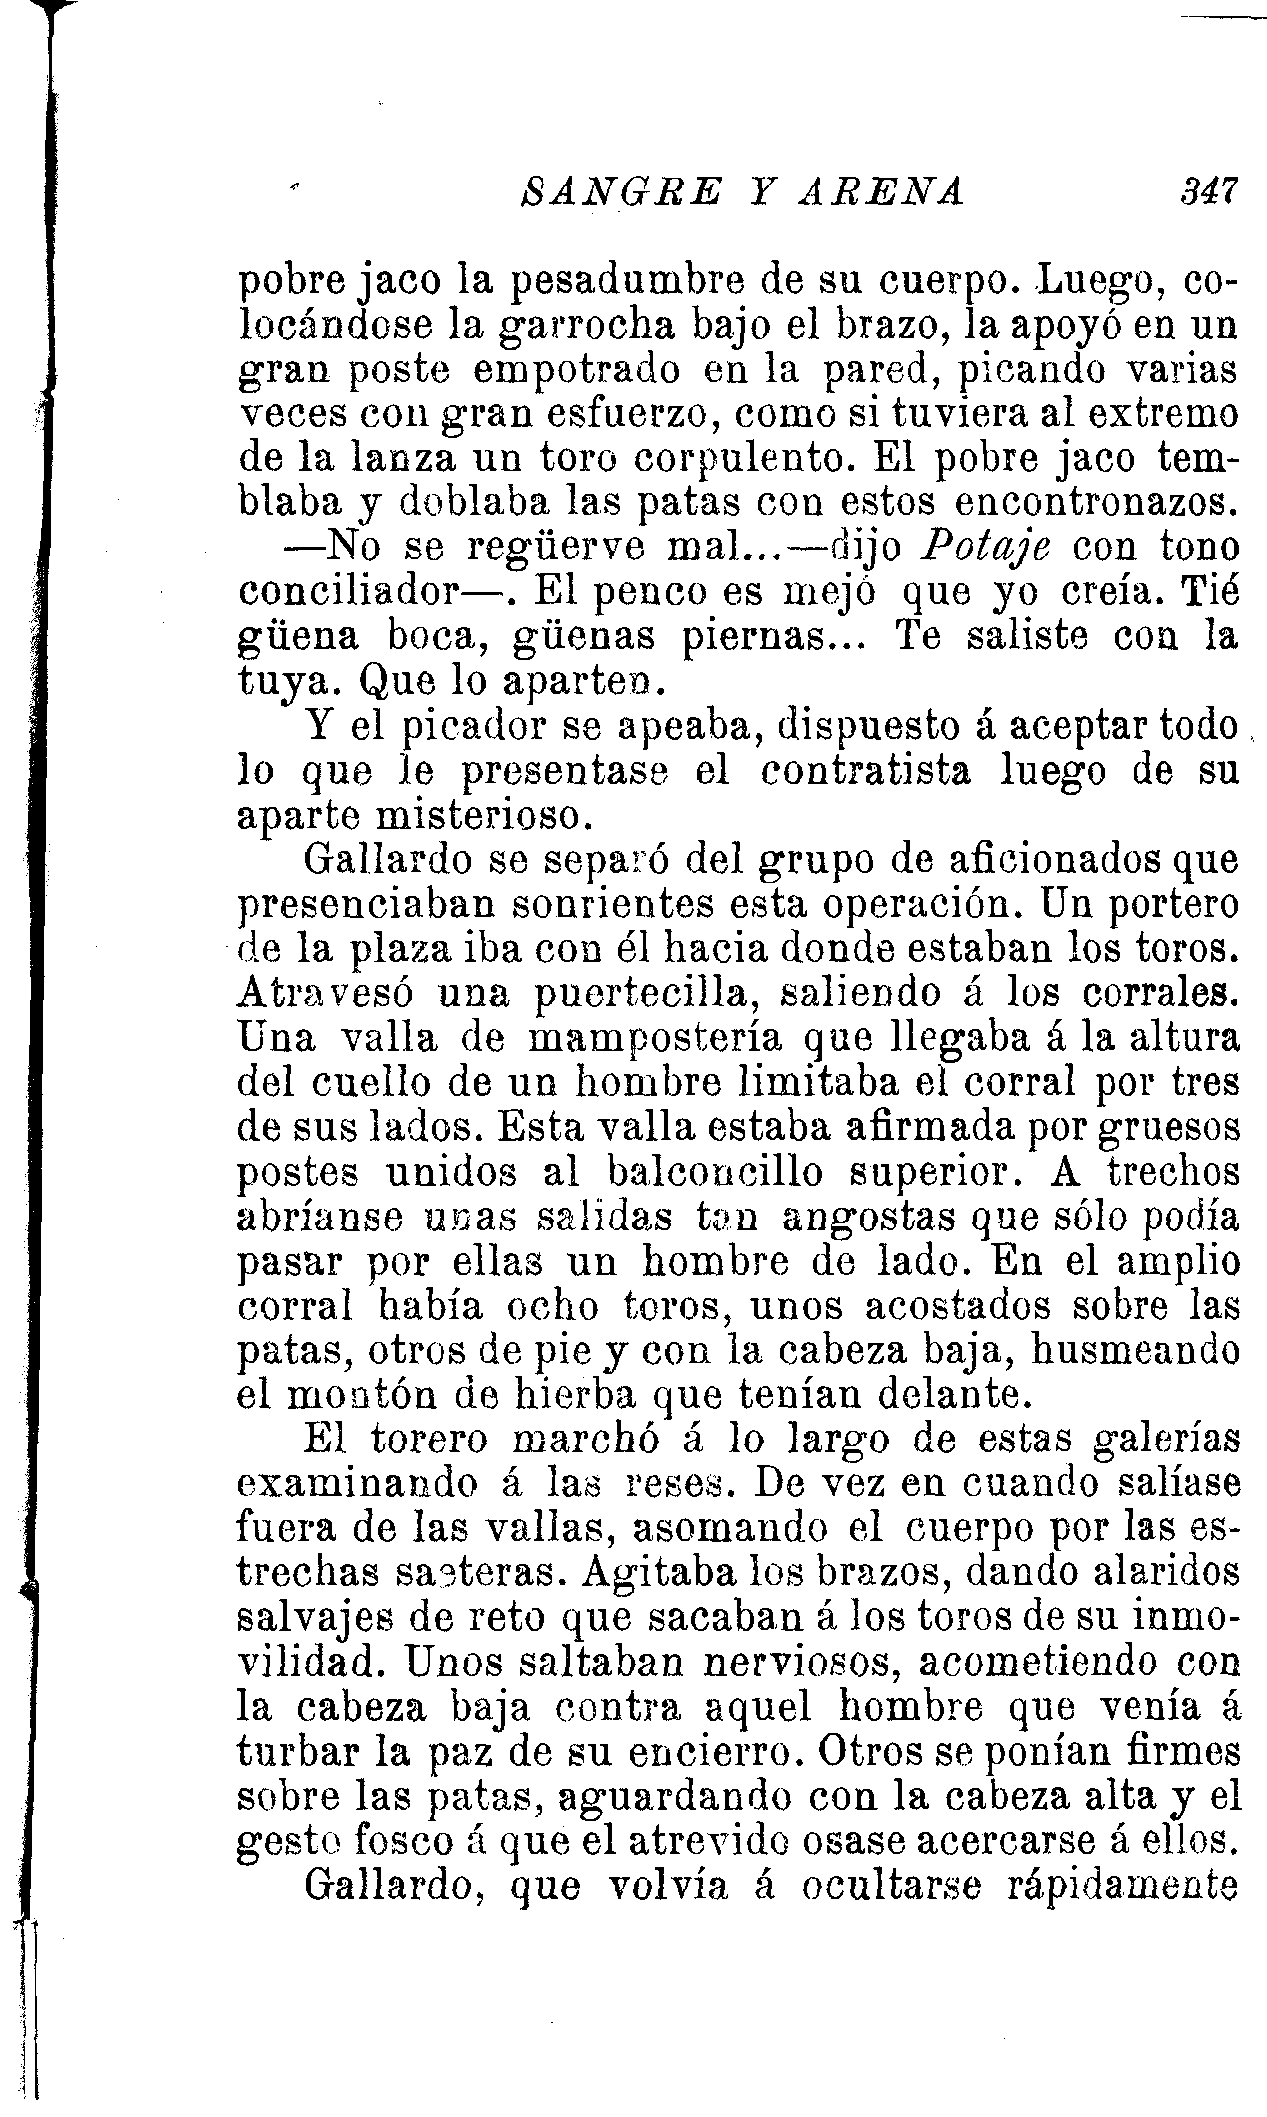 SANGRE Y ARENA 347
pobre jaco la pesadumbre de su cuerpo. Luego, co-
locándose la garrocha bajo el brazo, la apoyó en un
gran poste empotrado en la pared, picando varias
veces con gran esfuerzo, como si tuviera al extremo
de la lanza un toro corpulento. El pobre jaco tem-
blaba y doblaba las patas con estos encontronazos.
—No se regüerve mal...—dijo Potaje con tono
conciliador—. El penco es mejó que yo creía. Tié
güena boca, güenas piernas... Te saliste con la
tuya. Que lo aparten.
Y el picador se apeaba, dispuesto á aceptar todo
lo que le presentase el contratista luego de su
aparte misterioso.
Gallardo se separó del grupo de aficionados que
presenciaban sonrientes esta operación. Un portero
de la plaza iba con él hacia donde estaban los toros.
Atravesó una puertecilla, saliendo á los corrales.
Una valla de mampostería que llegaba á la altura
del cuello de un hombre limitaba el corral por tres
de sus lados. Esta valla estaba afirmada por gruesos
postes unidos al balconcillo superior. A trechos
abríanse unas salidas tan angostas que sólo podía
pasar por ellas un hombre de lado. En el amplio
corral había ocho toros, unos acostados sobre las
patas, otros de pie y con la cabeza baja, husmeando
el montón de hierba que tenían delante.
El torero marchó á lo largo de estas galerías
examinando á las reses. De vez en cuando salíase
fuera de las vallas, asomando el cuerpo por las es-
trechas saeteras. Agitaba los brazos, dando alaridos
salvajes de reto que sacaban á los toros de su inmo-
vilidad. Unos saltaban nerviosos, acometiendo con
la cabeza baja contra aquel hombre que venía á
turbar la paz de su encierro. Otros se ponían firmes
sobre las patas, aguardando con la cabeza alta y el
gesto fosco á que el atrevido osase acercarse á ellos.
Gallardo, que volvía á ocultarse rápidamente